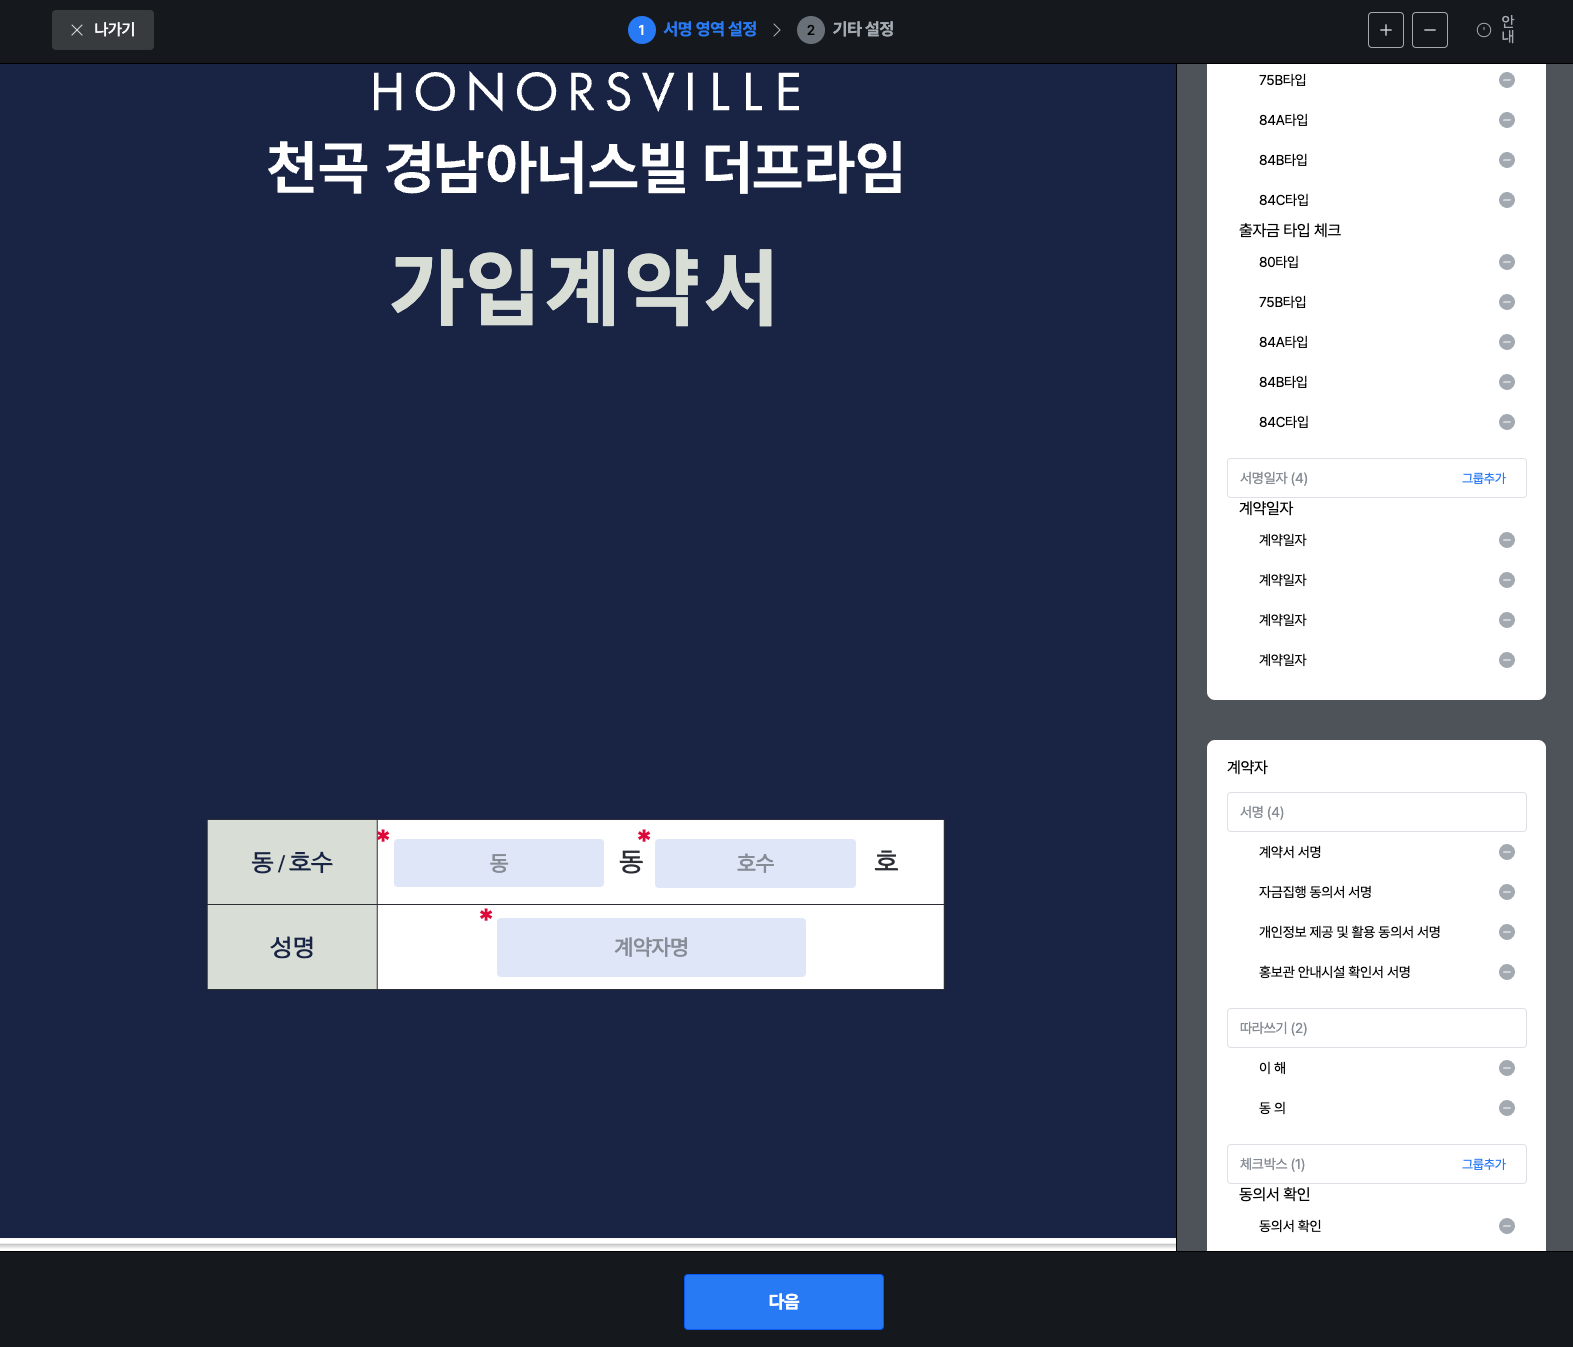 나가기
1 서명 영역 설정
2 기타 설정
안내
HONORSVILLE
천곡 경남아너스빌 더프라임
가입계약서
동 / 호수
* 동 동 * 호수 호
성명
* 계약자명
75B타입
84A타입
84B타입
84C타입
출자금 타입 체크
80타입
75B타입
84A타입
84B타입
84C타입
서명일자 (4) 그룹추가
계약일자
계약일자
계약일자
계약일자
계약일자
계약자
서명 (4)
계약서 서명
자금집행 동의서 서명
개인정보 제공 및 활용 동의서 서명
홍보관 안내시설 확인서 서명
따라쓰기 (2)
이 해
동 의
체크박스 (1) 그룹추가
동의서 확인
동의서 확인
다음